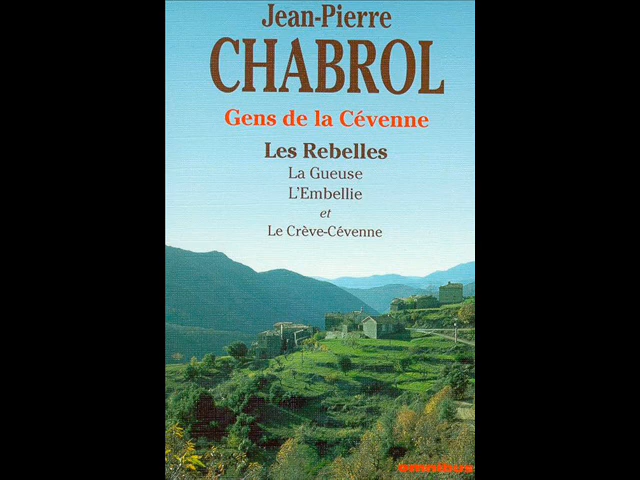 Jean-Pierre
CHABROL
Gens de la Cévenne
Les Rebelles
La Gueuse
L'Embellie
et
Le Crève-Cévenne
omnibus